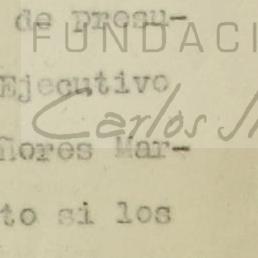 de presu-
FUNDACI
Ejecutivo
Carlos
ñores Mar-
to si los